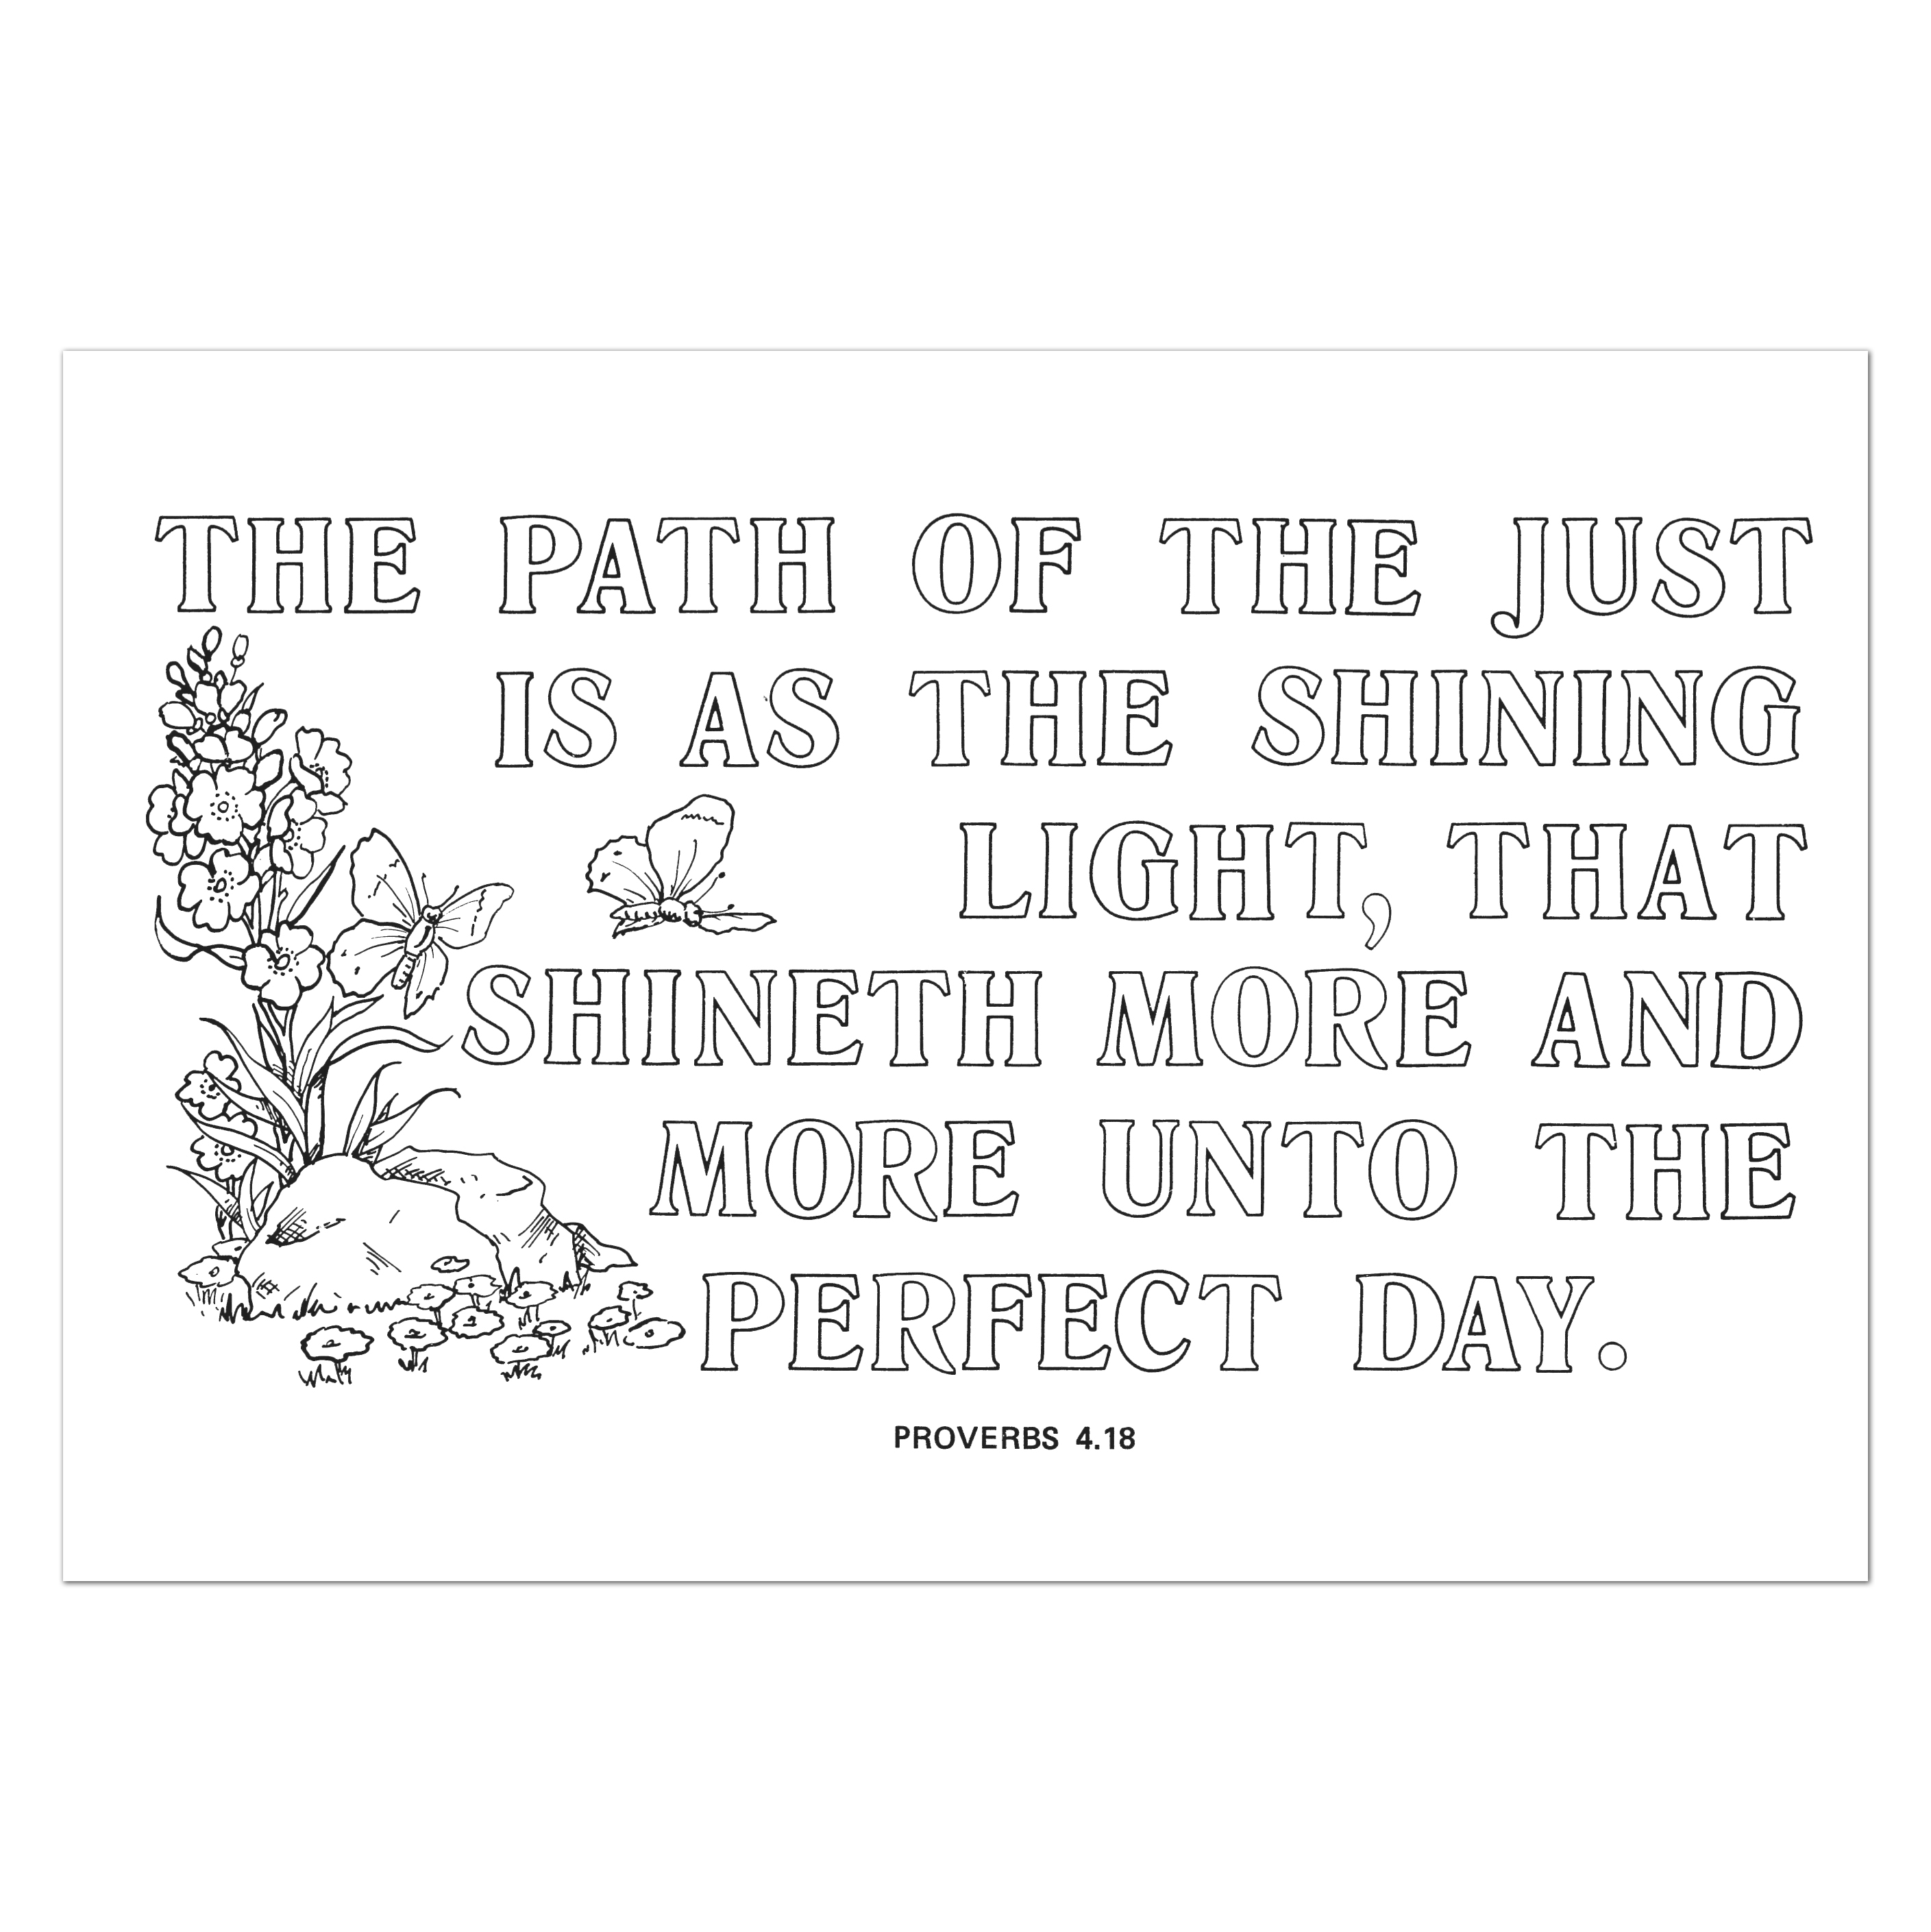 THE PATH OF THE JUST
IS AS THE SHINING
LIGHT, THAT
SHINETH MORE AND
MORE UNTO THE
PERFECT DAY.
PROVERBS 4.18